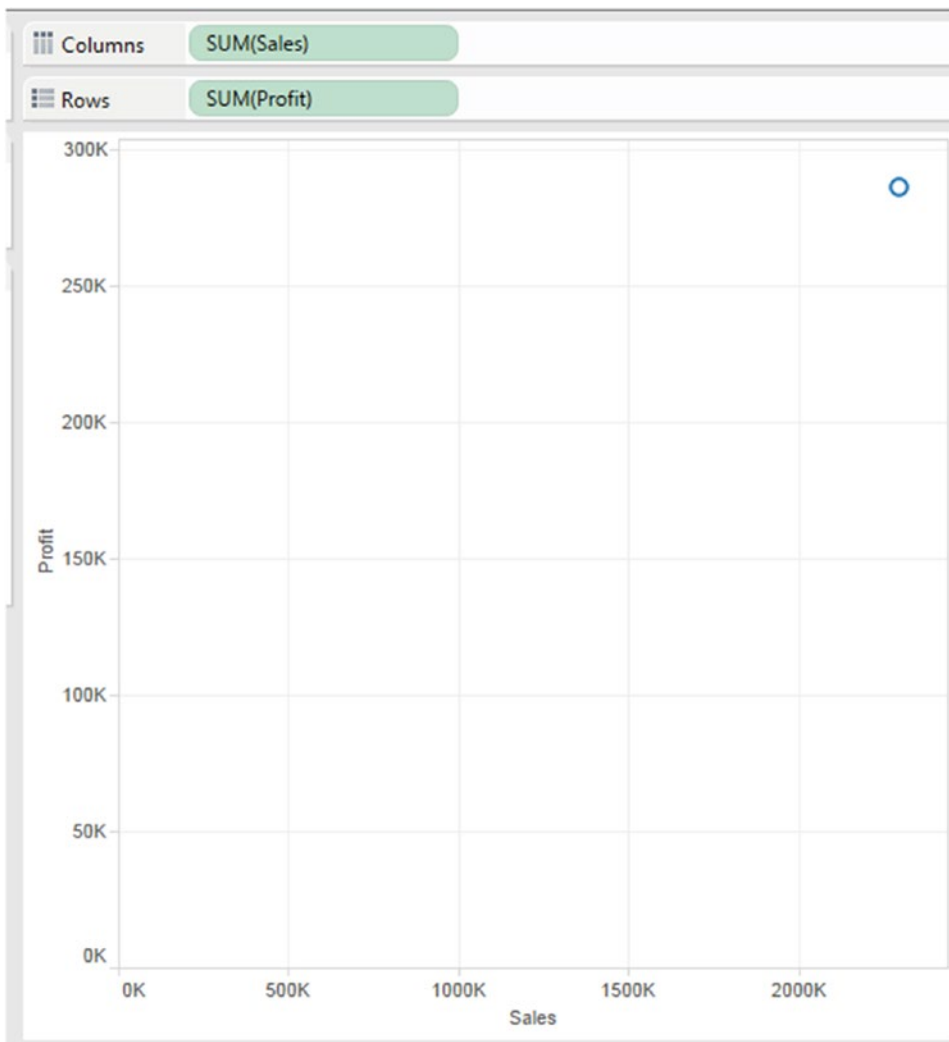 Columns SUM(Sales)
Rows SUM(Profit)
300K
250K
200K
Profit
150K
100K
50K
0K
0K 500K 1000K 1500K 2000K
Sales